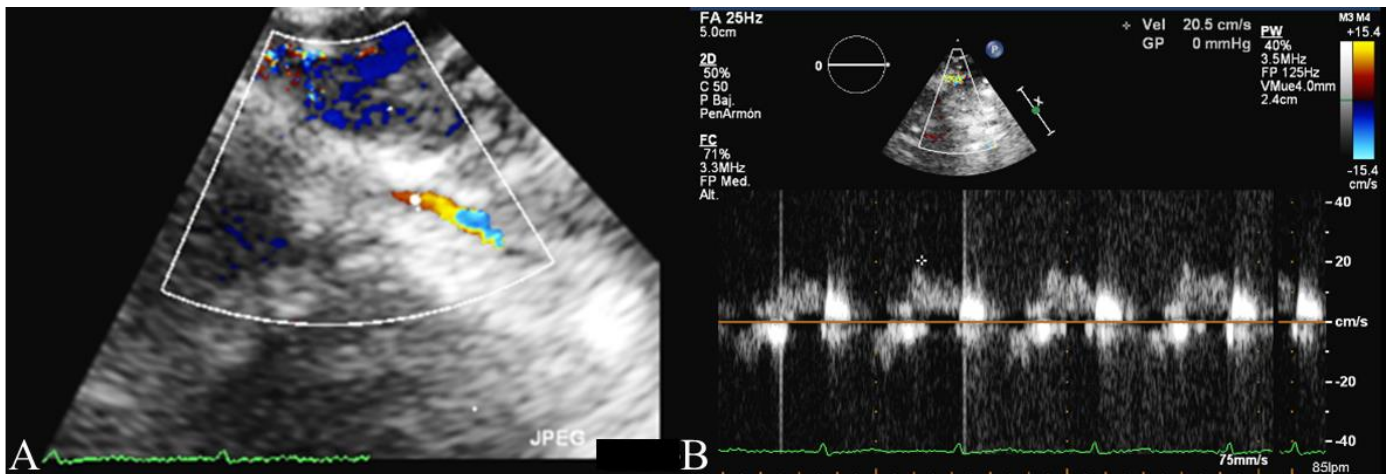 JPEG
A
FA 25Hz
5.0cm
2D
50%
C 50
P Baj.
PenArmón
FC
71%
3.3MHz
FP Med.
Alt.
0
P
Vel 20.5 cm/s
GP 0 mmHg
PW
40%
3.5MHz
FP 125Hz
VMue4.0mm
2.4cm
M3 M4
+15.4
-15.4
cm/s
-40
-20
cm/s
-20
-40
75mm/s
85lpm
B